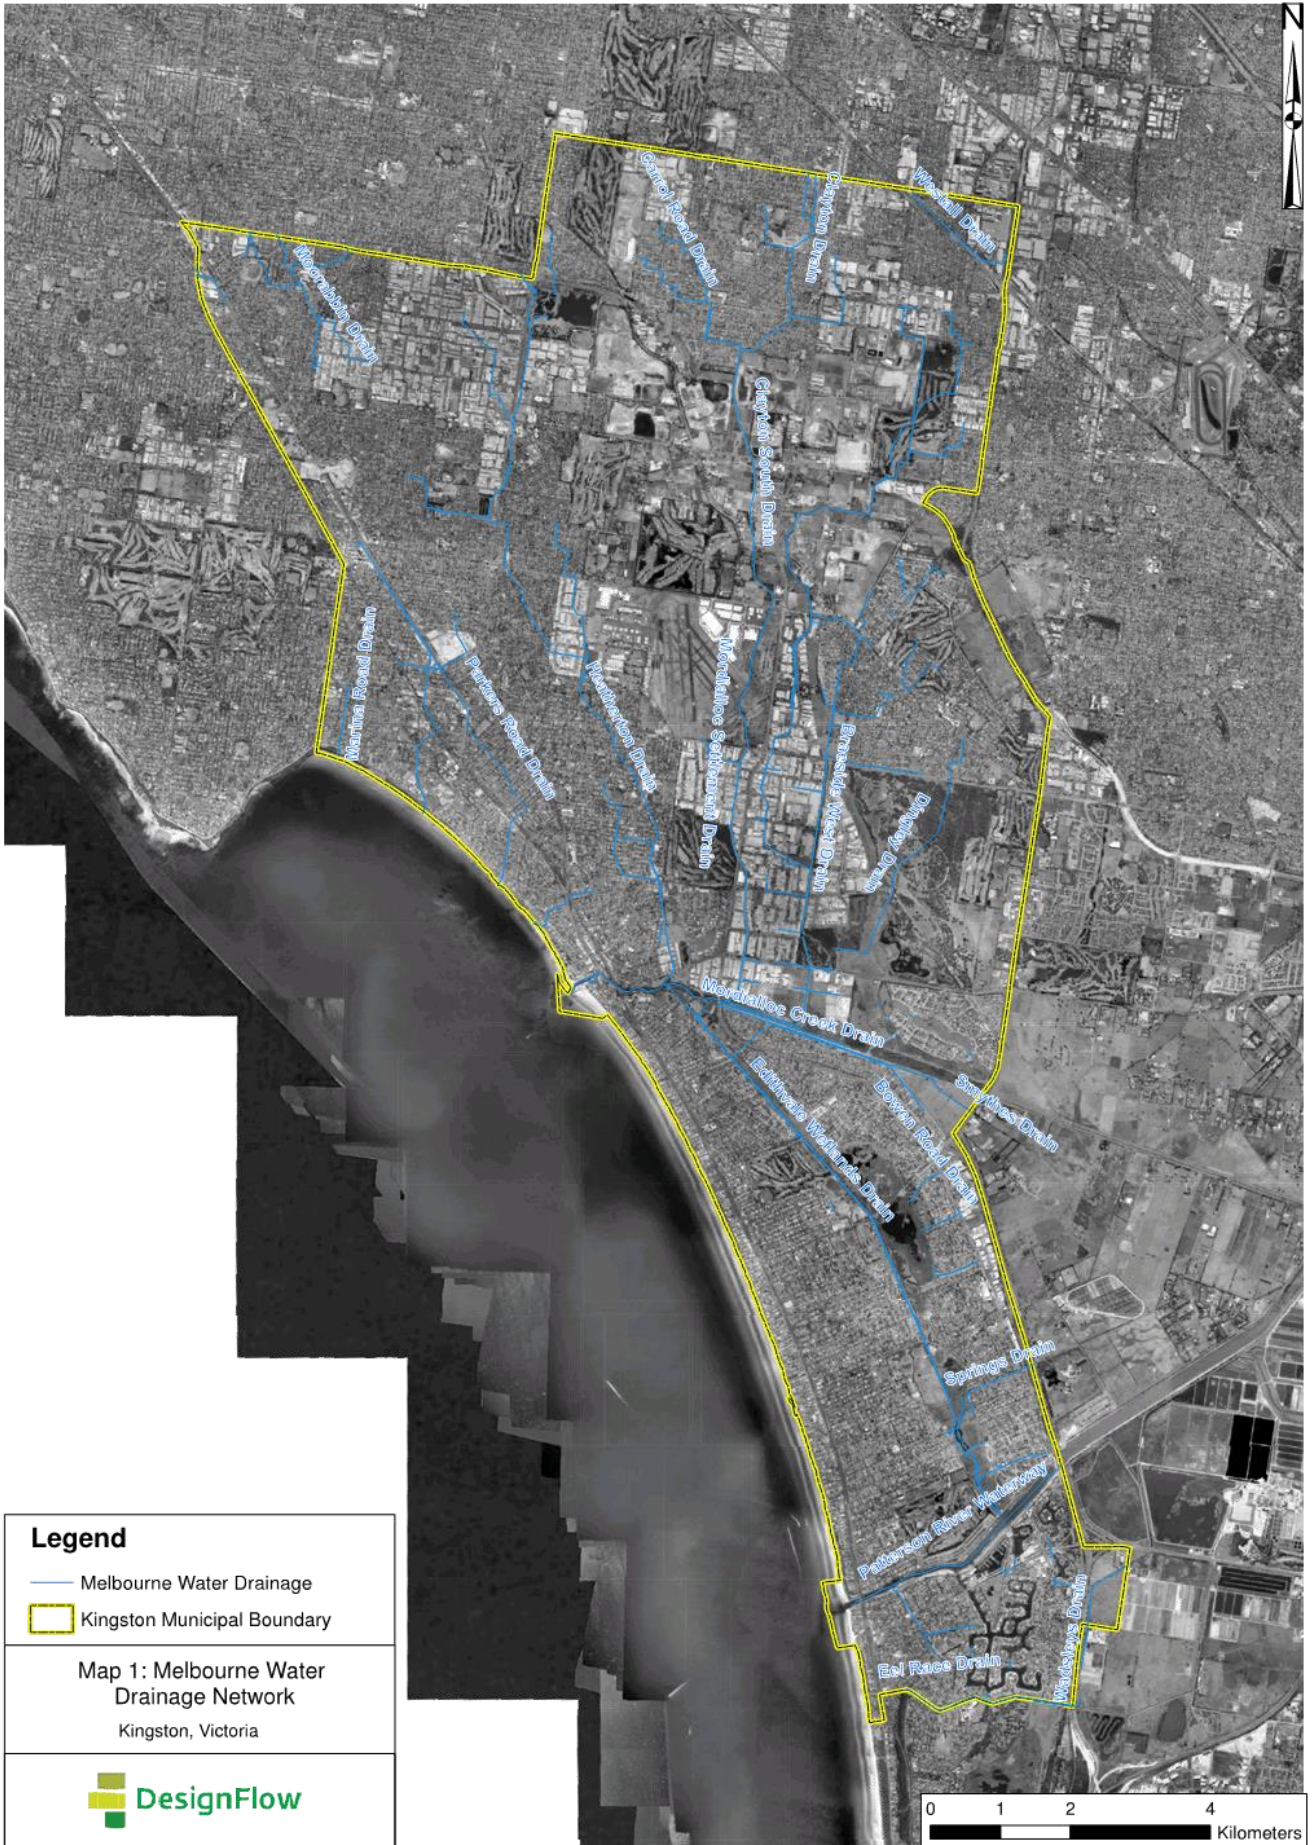 N
Carrol Road Drain
Clayton Drain
Westall Drain
Moorabbin Drain
Clayton South Drain
Marina Road Drain
Parkers Road Drain
Heatherton Drain
Mordialloc Settlement Drain
Braeside West Drain
Dingley Drain
Mordialloc Creek Drain
Smythes Drain
Edithvale Wetlands Drain
Bowen Road Drain
Springs Drain
Patterson River Waterway
Eel Race Drain
Wadsleys Drain
Legend
Melbourne Water Drainage
Kingston Municipal Boundary
Map 1: Melbourne Water
Drainage Network
Kingston, Victoria
DesignFlow
0 1 2 4
Kilometers